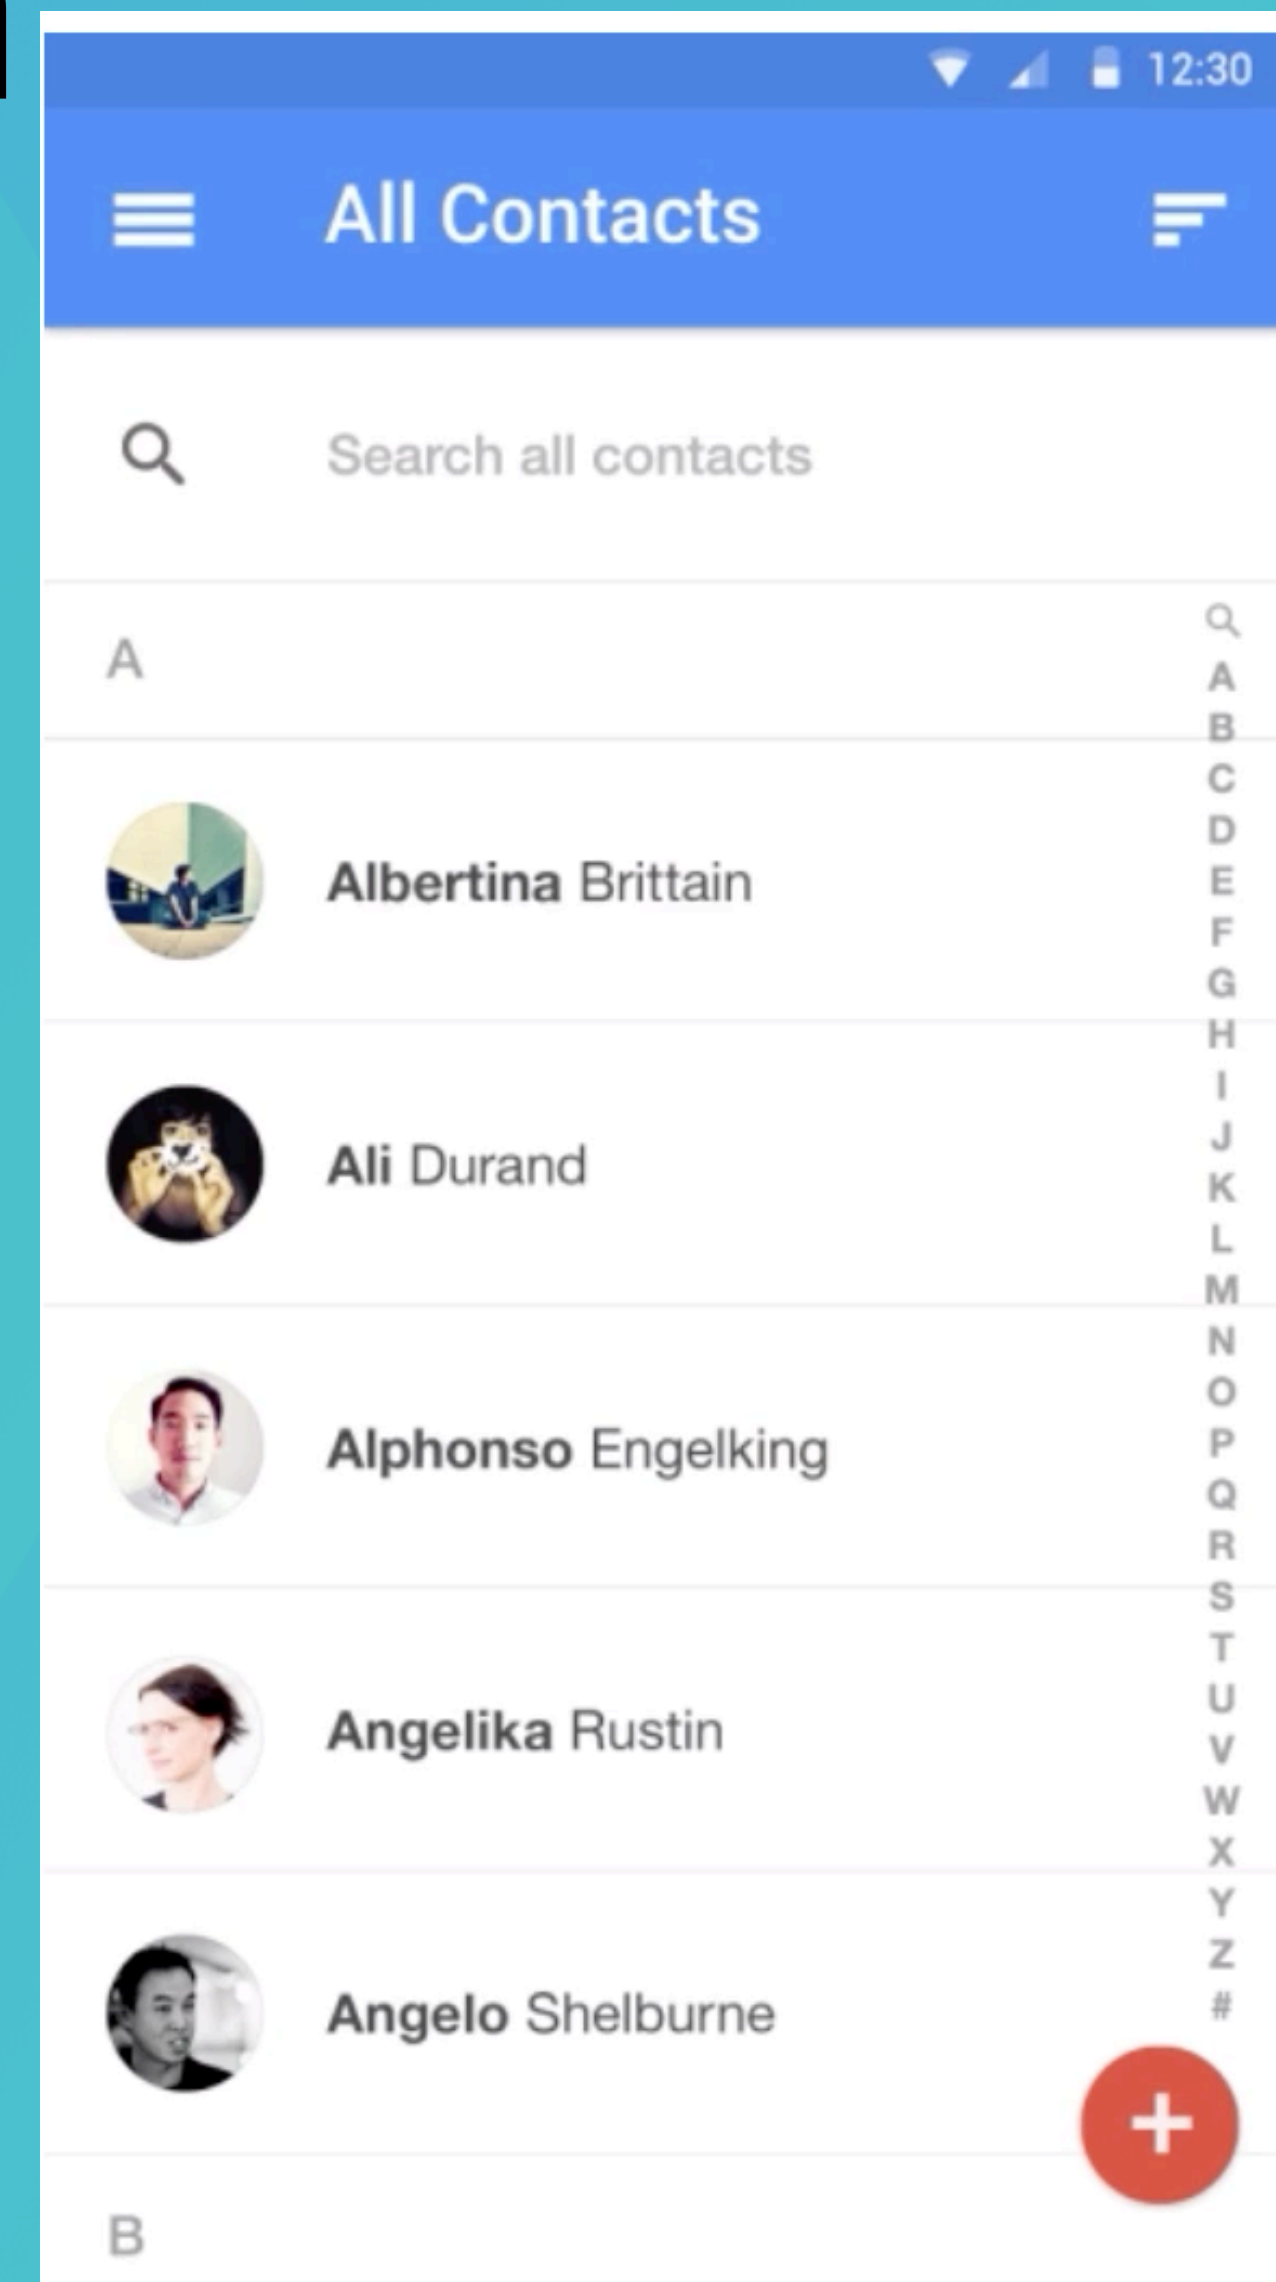 12:30
All Contacts
Search all contacts
A
Albertina Brittain
Ali Durand
Alphonso Engelking
Angelika Rustin
Angelo Shelburne
B
A
B
C
D
E
F
G
H
I
J
K
L
M
N
O
P
Q
R
S
T
U
V
W
X
Y
Z
#